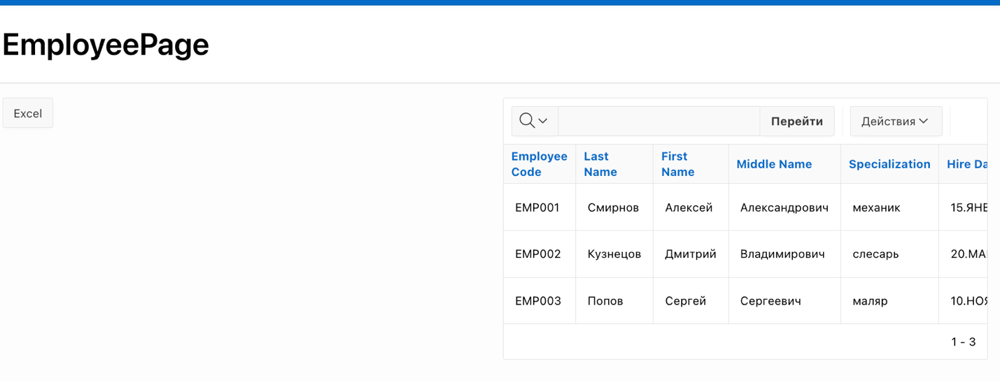 EmployeePage
Excel
Перейти
Действия
Employee Code
Last Name
First Name
Middle Name
Specialization
Hire Da
EMP001 Смирнов Алексей Александрович механик 15.ЯНВ
EMP002 Кузнецов Дмитрий Владимирович слесарь 20.МА
EMP003 Попов Сергей Сергеевич маляр 10.НОЯ
1 - 3